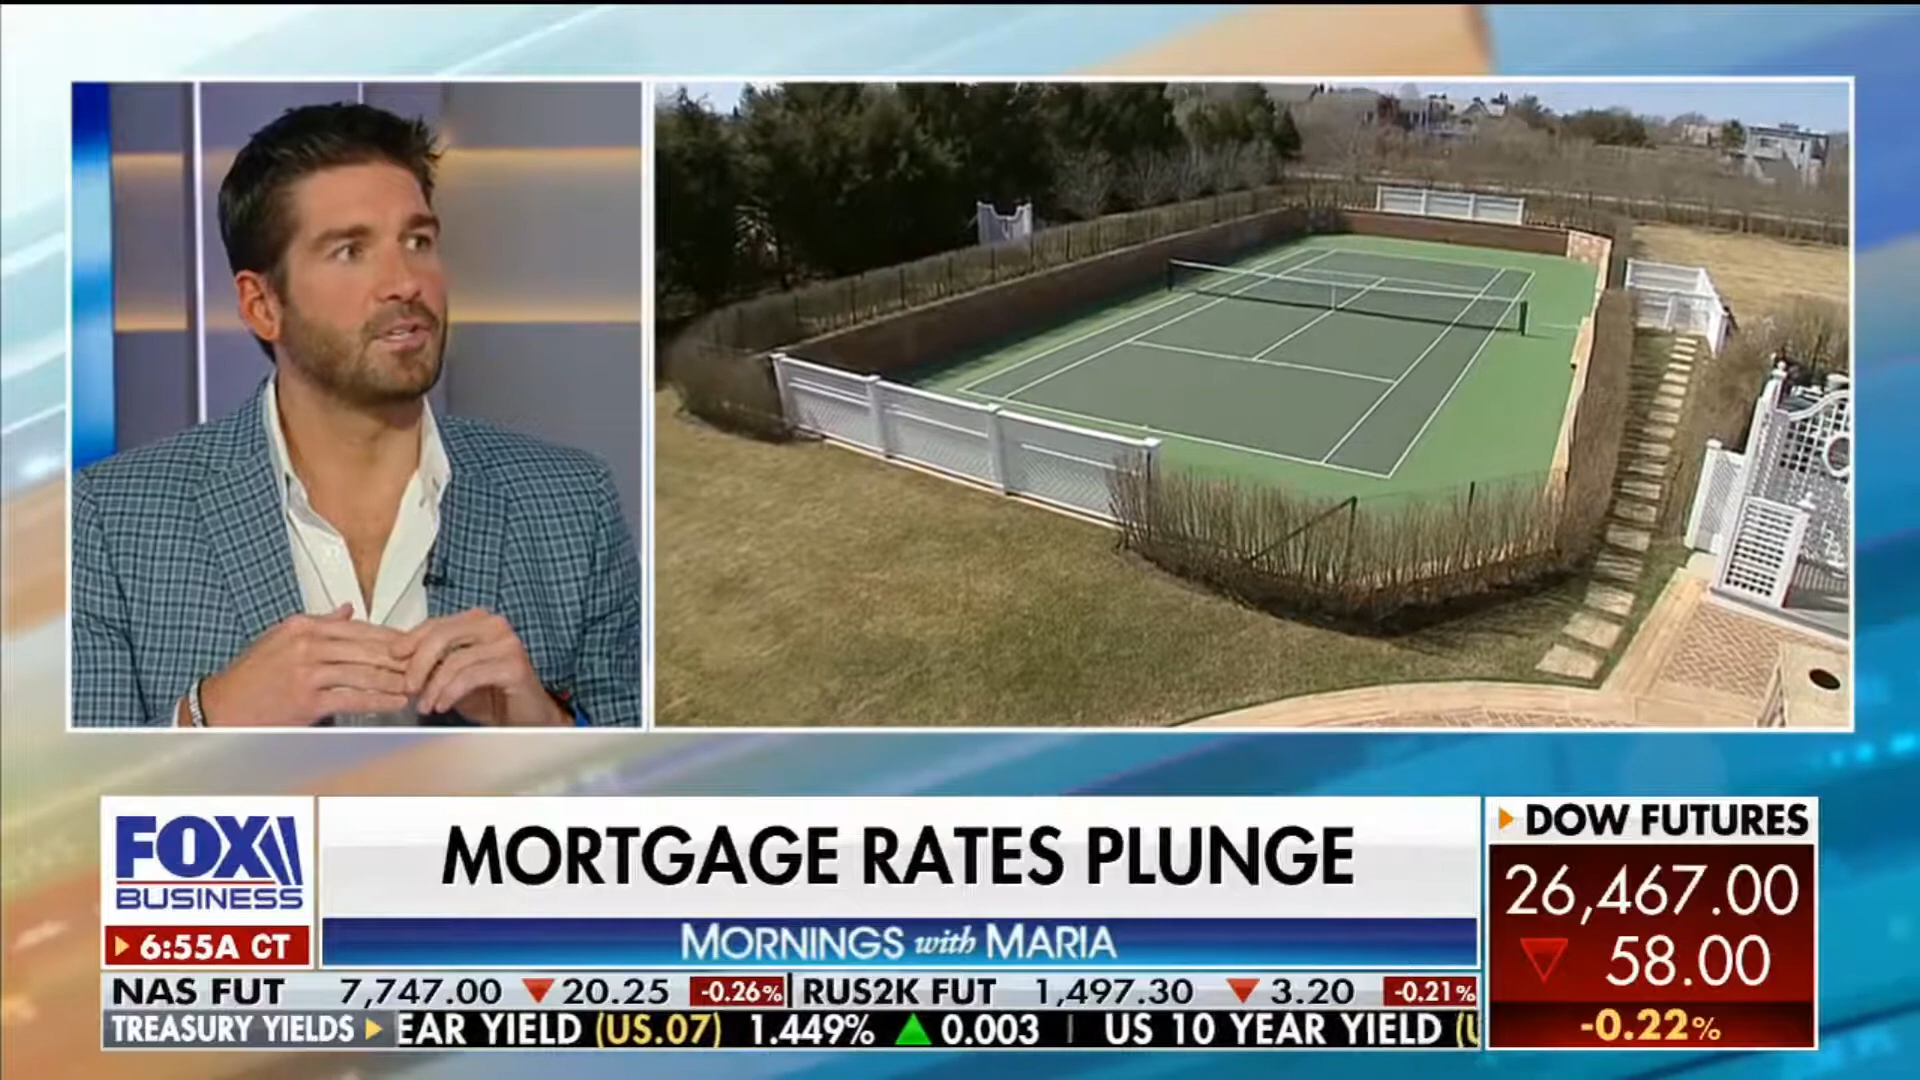 FOX
BUSINESS
6:55A CT
MORTGAGE RATES PLUNGE
MORNINGS with MARIA
DOW FUTURES
26,467.00
58.00
-0.22%
NAS FUT 7,747.00 20.25 -0.26% RUS2K FUT 1,497.30 3.20 -0.21%
TREASURY YIELDS EAR YIELD (US.07) 1.449% 0.003 US 10 YEAR YIELD (U